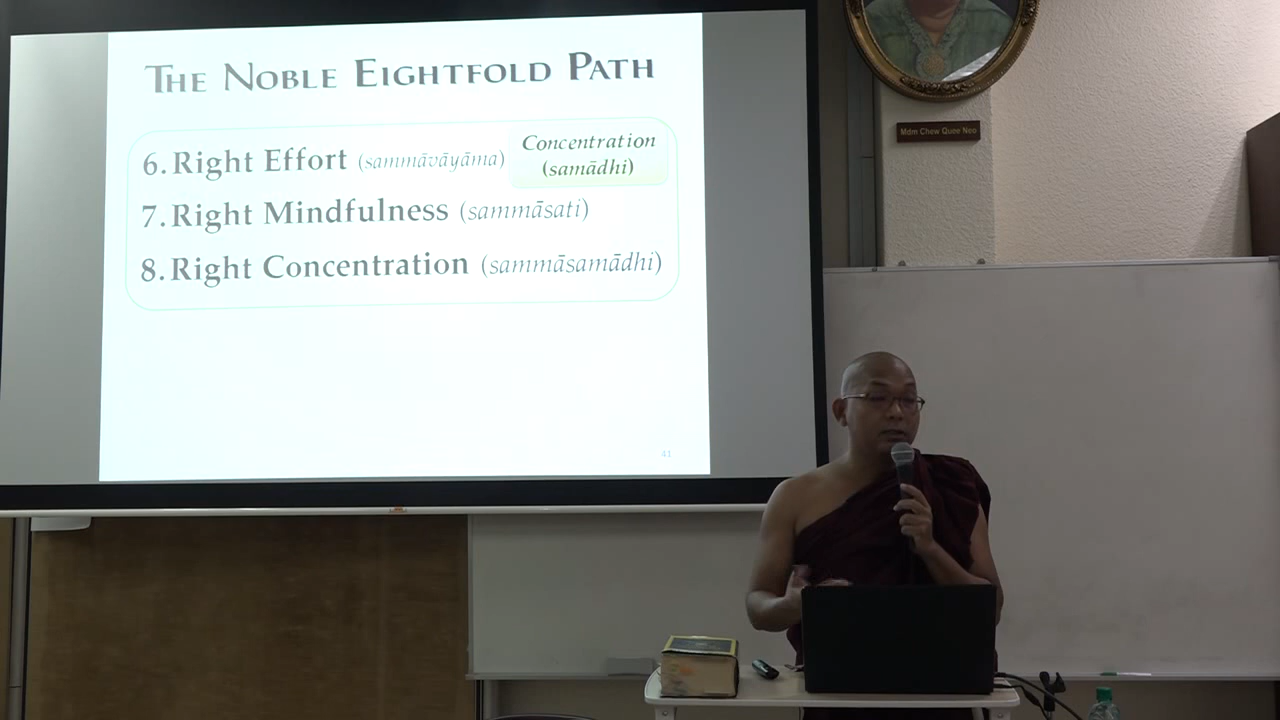 THE NOBLE EIGHTFOLD PATH
6. Right Effort (sammāvāyāma)
Concentration
(samādhi)
7. Right Mindfulness (sammāsati)
8. Right Concentration (sammāsamādhi)
41
Mdm Chew Quee Neo